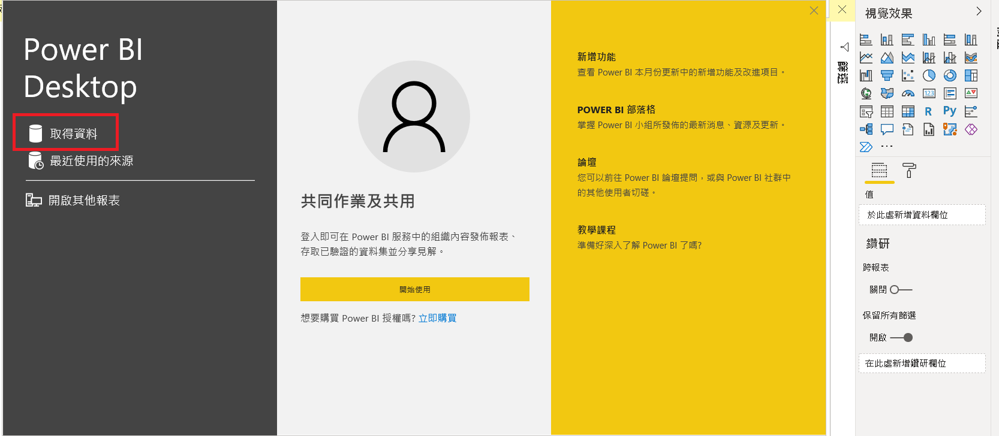 Power BI
Desktop
取得資料
最近使用的來源
開啟其他報表
共同作業及共用
登入即可在 Power BI 服務中的組織內容發佈報表、
存取已驗證的資料集並分享見解。
開始使用
想要購買 Power BI 授權嗎? 立即購買
新增功能
查看 Power BI 本月份更新中的新增功能及改進項目。
POWER BI 部落格
掌握 Power BI 小組所發佈的最新消息、資源及更新。
論壇
您可以前往 Power BI 論壇提問，或與 Power BI 社群中
的其他使用者切磋。
教學課程
準備好深入了解 Power BI 了嗎?
篩選
視覺效果
123
R
Py
值
於此處新增資料欄位
鑽研
跨報表
關閉
保留所有篩選
開啟
在此處新增鑽研欄位